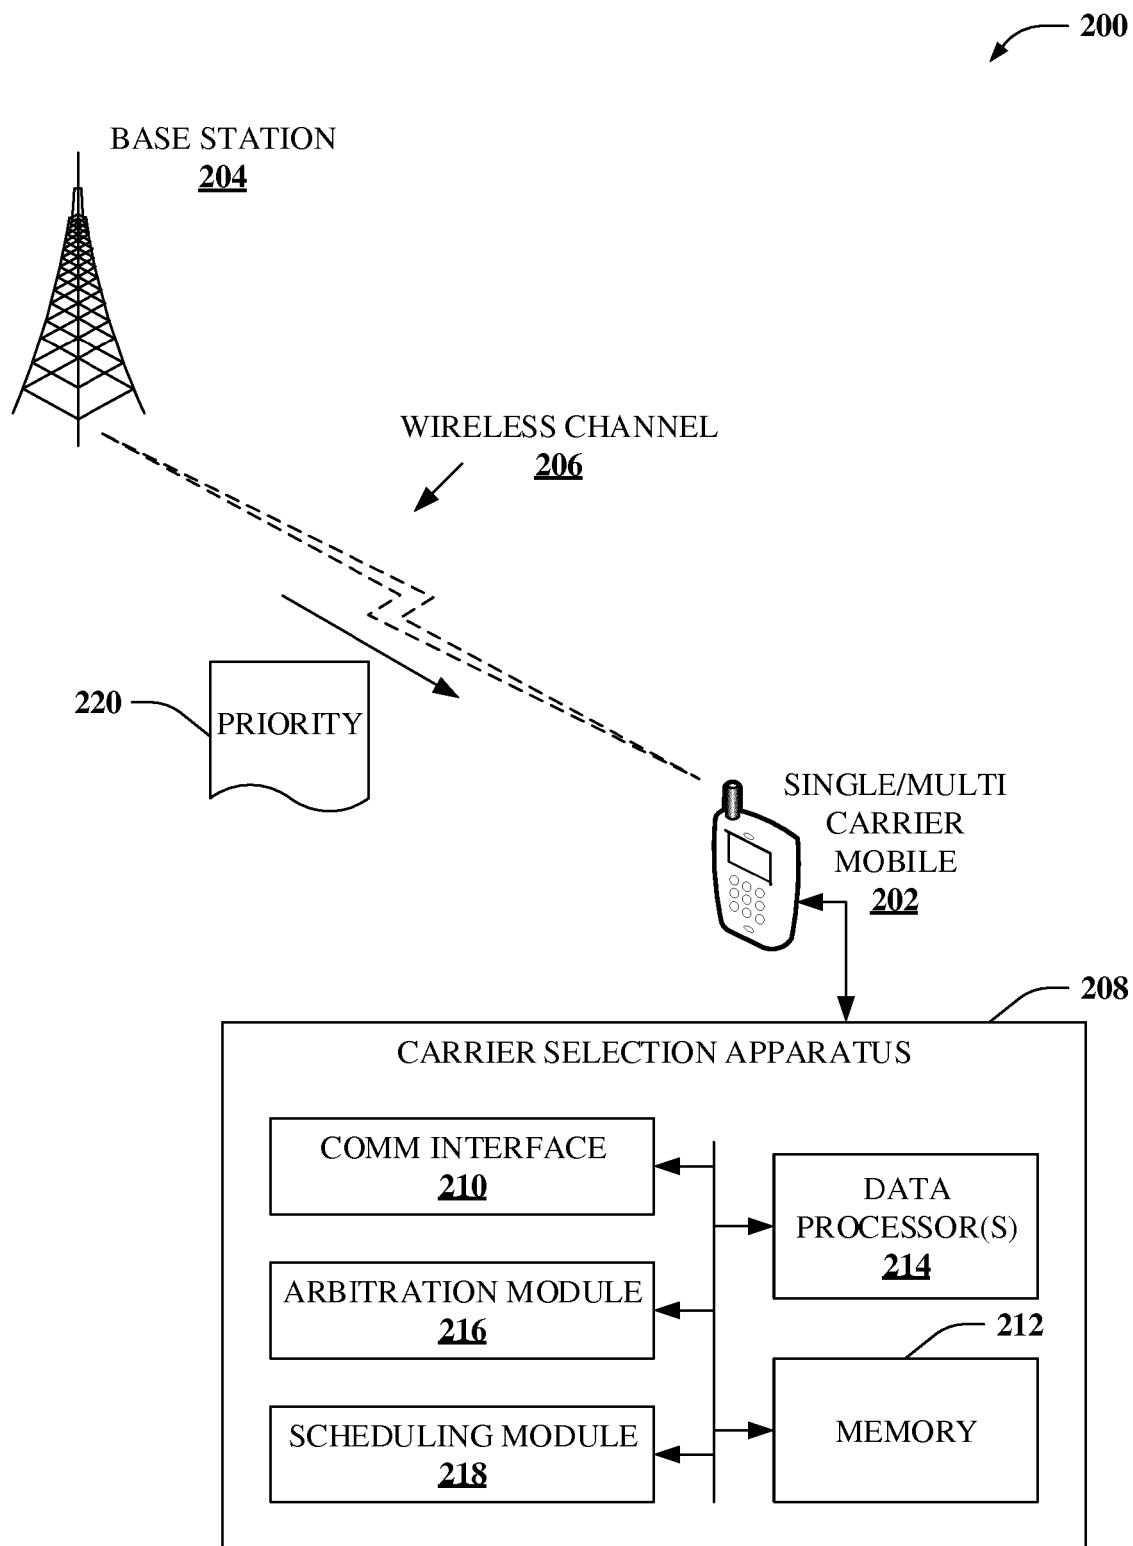 200
BASE STATION
204
WIRELESS CHANNEL
206
220
PRIORITY
SINGLE/MULTI
CARRIER
MOBILE
202
208
CARRIER SELECTION APPARATUS
COMM INTERFACE
210
DATA
PROCESSOR(S)
214
ARBITRATION MODULE
216
212
SCHEDULING MODULE
218
MEMORY